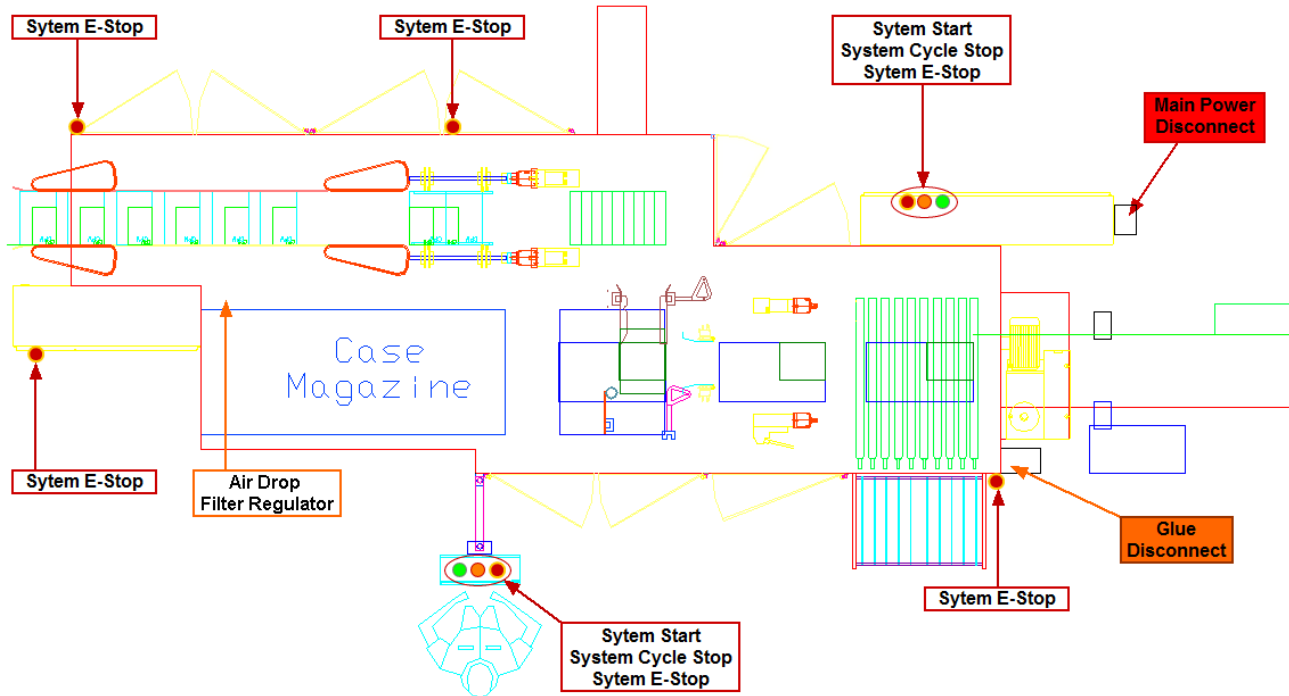 Sytem E-Stop
Sytem E-Stop
Sytem Start
System Cycle Stop
Sytem E-Stop
Main Power
Disconnect
Case
Magazine
Sytem E-Stop
Air Drop
Filter Regulator
Glue
Disconnect
Sytem E-Stop
Sytem Start
System Cycle Stop
Sytem E-Stop